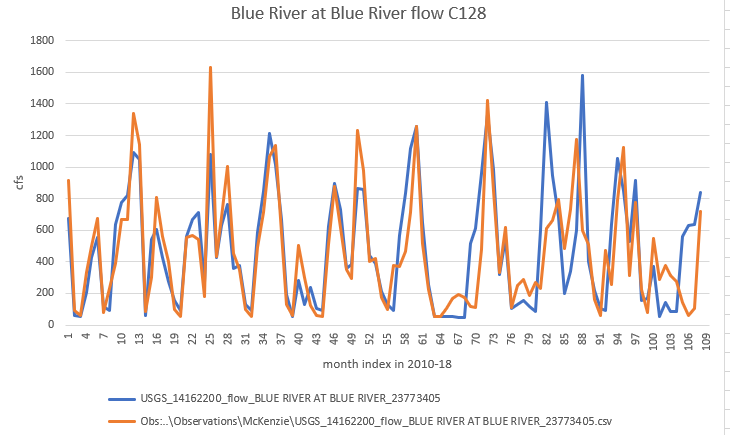 Blue River at Blue River flow C128
1800
1600
1400
1200
1000
800
600
400
200
0
cfs
1 4 7 10 13 16 19 22 25 28 31 34 37 40 43 46 49 52 55 58 61 64 67 70 73 76 79 82 85 88 91 94 97 100 103 106 109
month index in 2010-18
USGS_14162200_flow_BLUE RIVER AT BLUE RIVER_23773405
Obs:..\Observations\McKenzie\USGS_14162200_flow_BLUE RIVER AT BLUE RIVER_23773405.csv